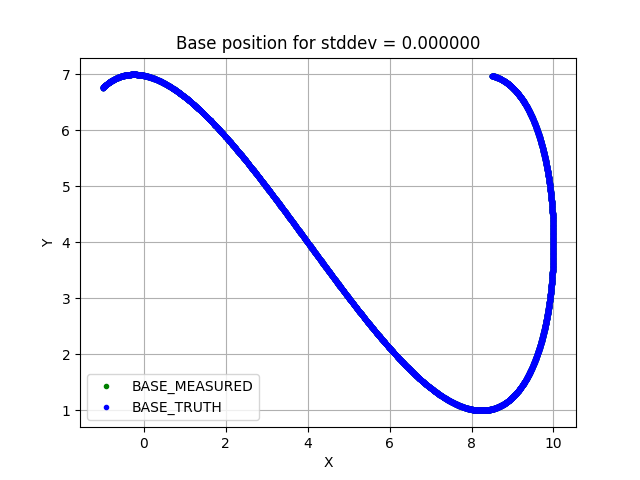 Base position for stddev = 0.000000
7
6
5
4
3
2
1
Y
BASE_MEASURED
BASE_TRUTH
0 2 4 6 8 10
X